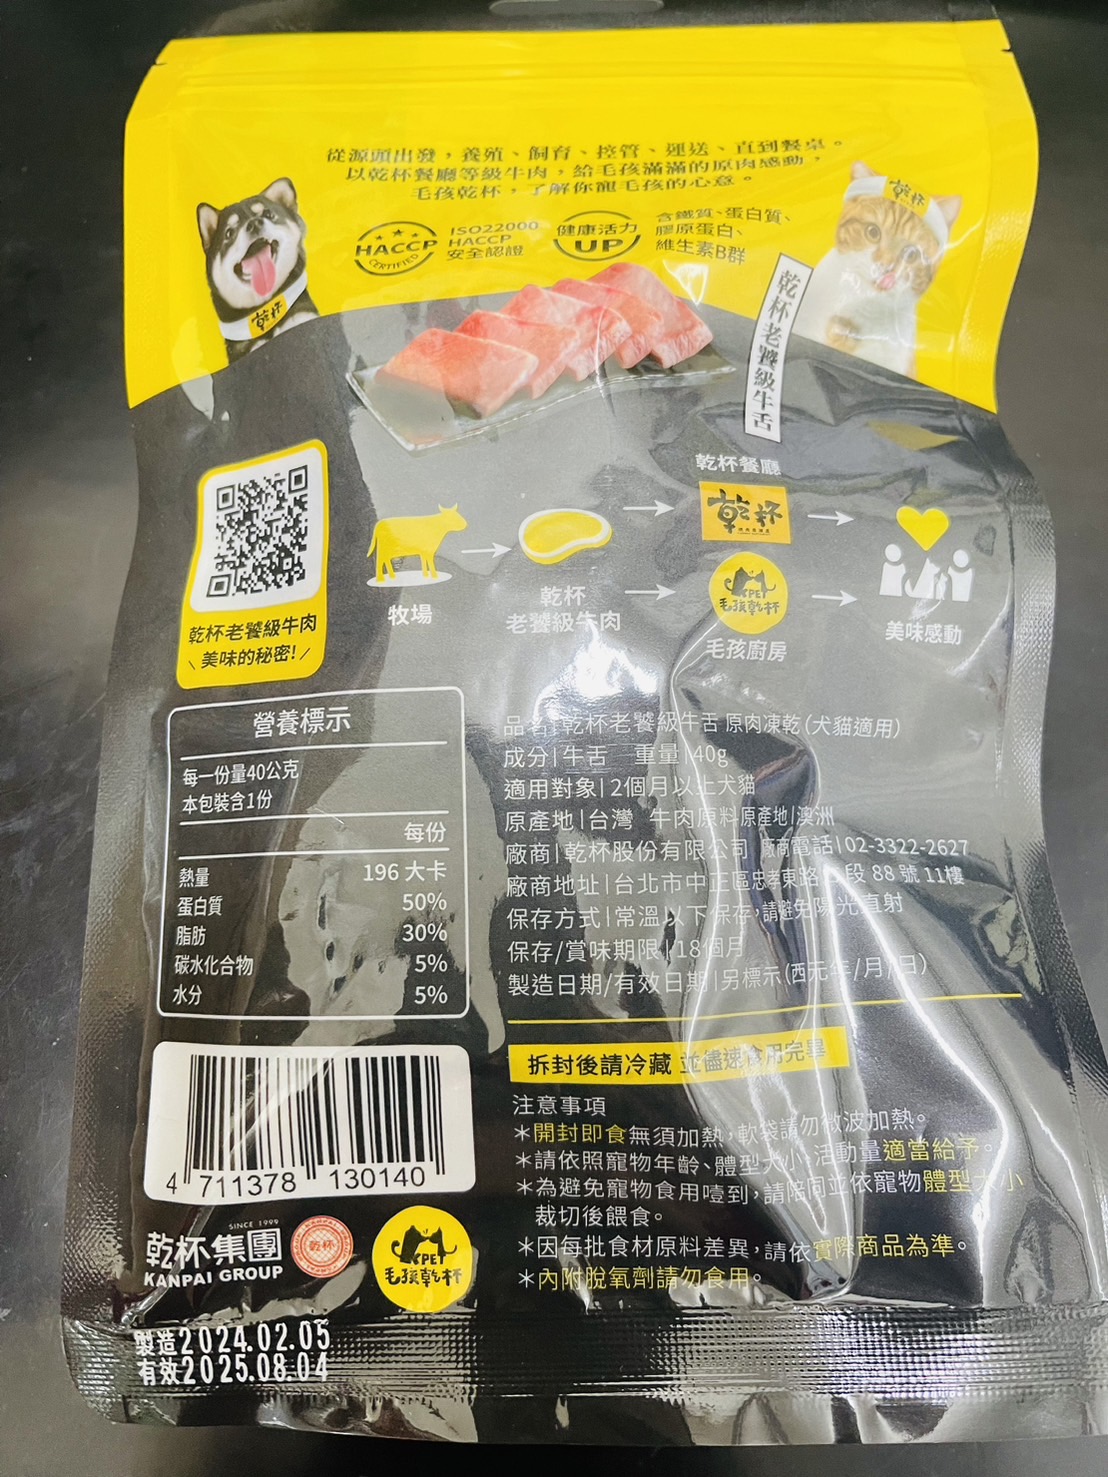 從源頭出發，養殖、飼育、控管、運送、直到餐桌。
以乾杯餐廳等級牛肉，給毛孩滿滿的原肉感動，
毛孩乾杯，了解你寵毛孩的心意。
乾杯
HACCP
CERTIFIED
ISO22000
HACCP
安全認證
健康活力
UP
含鐵質、蛋白質、
膠原蛋白、
維生素B群
乾杯
乾杯老饕級牛舌
乾杯老饕級牛肉
\ 美味的秘密! /
牧場
乾杯
老饕級牛肉
乾杯餐廳
乾杯
CPET
毛孩乾杯
毛孩廚房
美味感動
營養標示
每一份量40公克
本包裝含1份
每份
熱量 196 大卡
蛋白質 50%
脂肪 30%
碳水化合物 5%
水分 5%
品名|乾杯老饕級牛舌 原肉凍乾(犬貓適用)
成分|牛舌 重量|40g
適用對象|2個月以上犬貓
原產地|台灣 牛肉原料原產地|澳洲
廠商|乾杯股份有限公司 廠商電話|02-3322-2627
廠商地址|台北市中正區忠孝東路 段 88 號 11樓
保存方式|常溫以下保存，請避免陽光直射
保存/賞味期限|18個月
製造日期/有效日期|另標示(西元年/月/日)
拆封後請冷藏 並儘速食用完畢
注意事項
＊開封即食無須加熱，軟袋請勿微波加熱。
＊請依照寵物年齡、體型大小、活動量適當給予。
＊為避免寵物食用噎到，請陪同並依寵物體型大小
裁切後餵食。
＊因每批食材原料差異，請依實際商品為準。
＊內附脫氧劑請勿食用。
4 711378 130140
SINCE 1999
乾杯集團
KANPAI GROUP
乾杯
CPET
毛孩乾杯
製造2024.02.05
有效2025.08.04